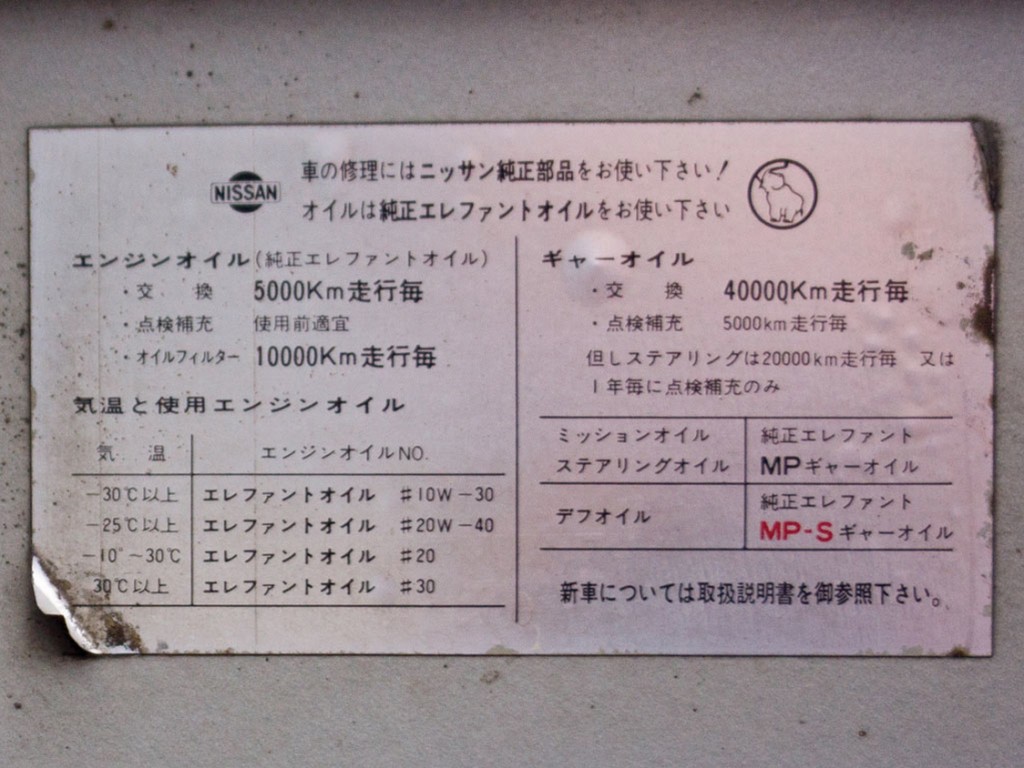 NISSAN
車の修理にはニッサン純正部品をお使い下さい!
オイルは純正エレファントオイルをお使い下さい
エンジンオイル(純正エレファントオイル)
・交 換 5000Km走行毎
・点検補充 使用前適宜
・オイルフィルター 10000Km走行毎
気温と使用エンジンオイル
気 温 エンジンオイルNO.
-30℃以上 エレファントオイル #10W-30
-25℃以上 エレファントオイル #20W-40
-10°~30℃ エレファントオイル #20
30℃以上 エレファントオイル #30
ギャーオイル
・交 換 40000Km走行毎
・点検補充 5000km走行毎
但しステアリングは20000km走行毎 又は
1年毎に点検補充のみ
ミッションオイル
ステアリングオイル
純正エレファント
MPギャーオイル
デフオイル
純正エレファント
MP-Sギャーオイル
新車については取扱説明書を御参照下さい。